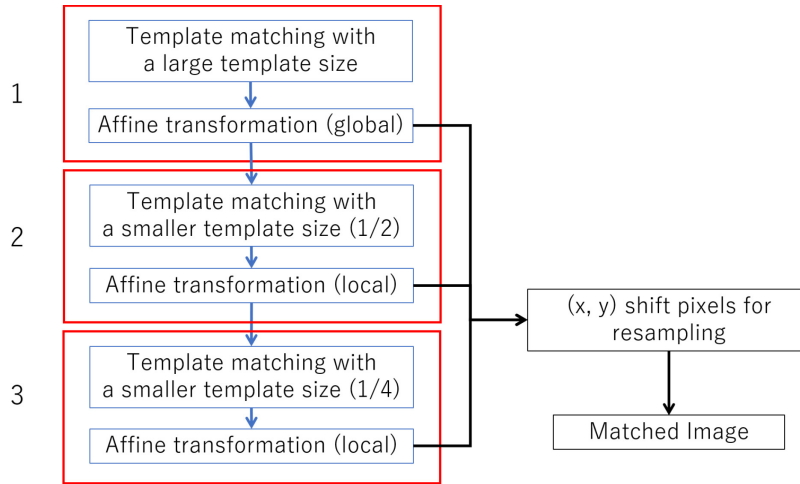 1
Template matching with
a large template size
Affine transformation (global)
2
Template matching with
a smaller template size (1/2)
Affine transformation (local)
3
Template matching with
a smaller template size (1/4)
Affine transformation (local)
(x, y) shift pixels for
resampling
Matched Image